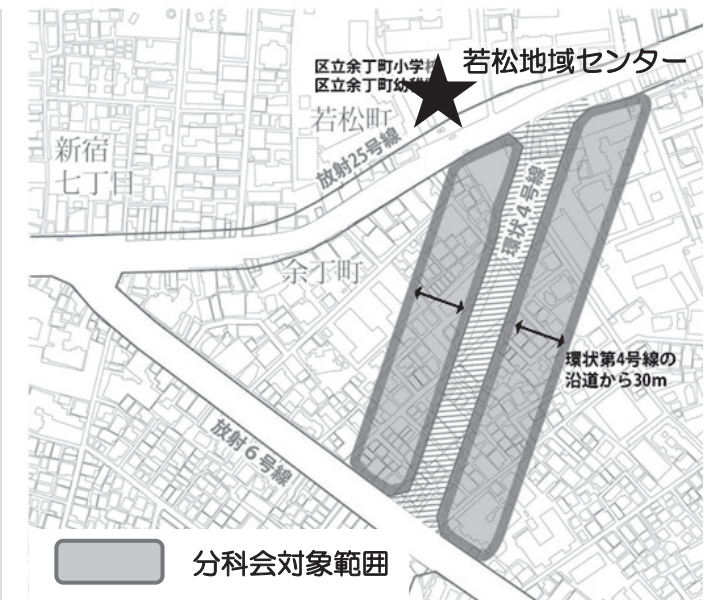 若松地域センター
区立余丁町小学
区立余丁町
若松町
新宿
七丁目
放射25号線
環状4号線
余丁町
環状第4号線の
沿道から30m
放射6号線
分科会対象範囲